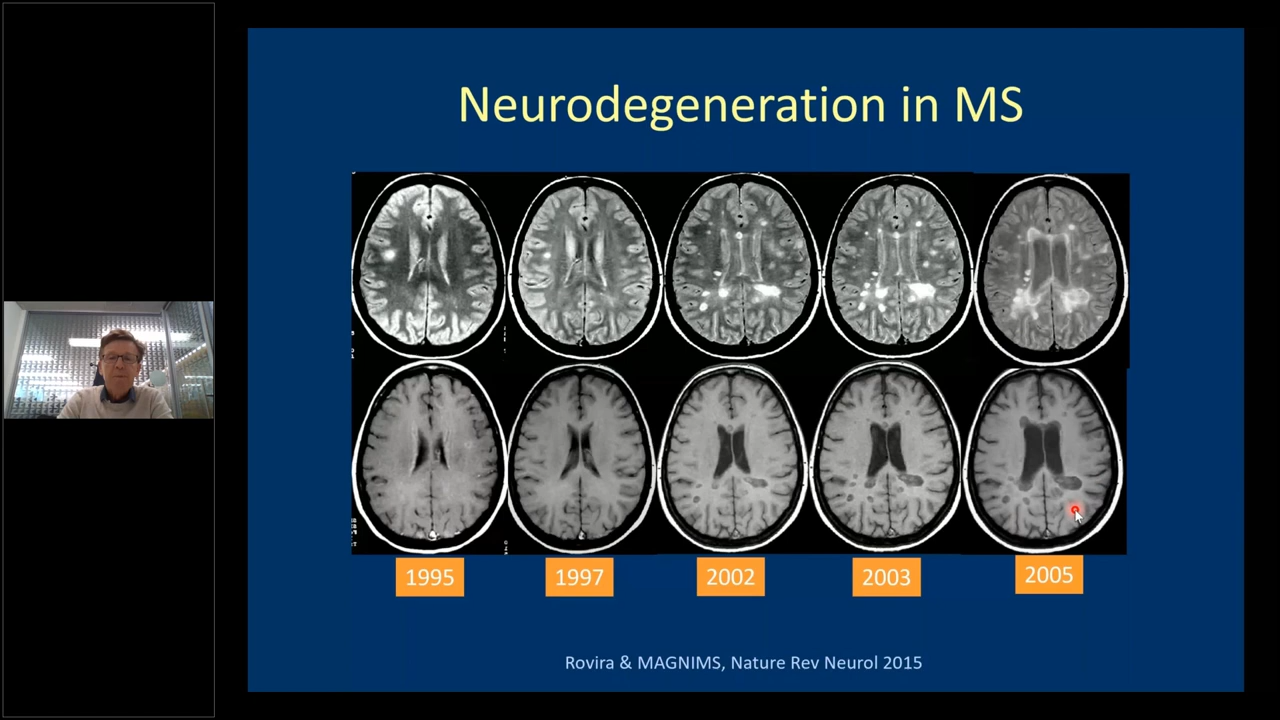 Neurodegeneration in MS
1995
1997
2002
2003
2005
Rovira & MAGNIMS, Nature Rev Neurol 2015